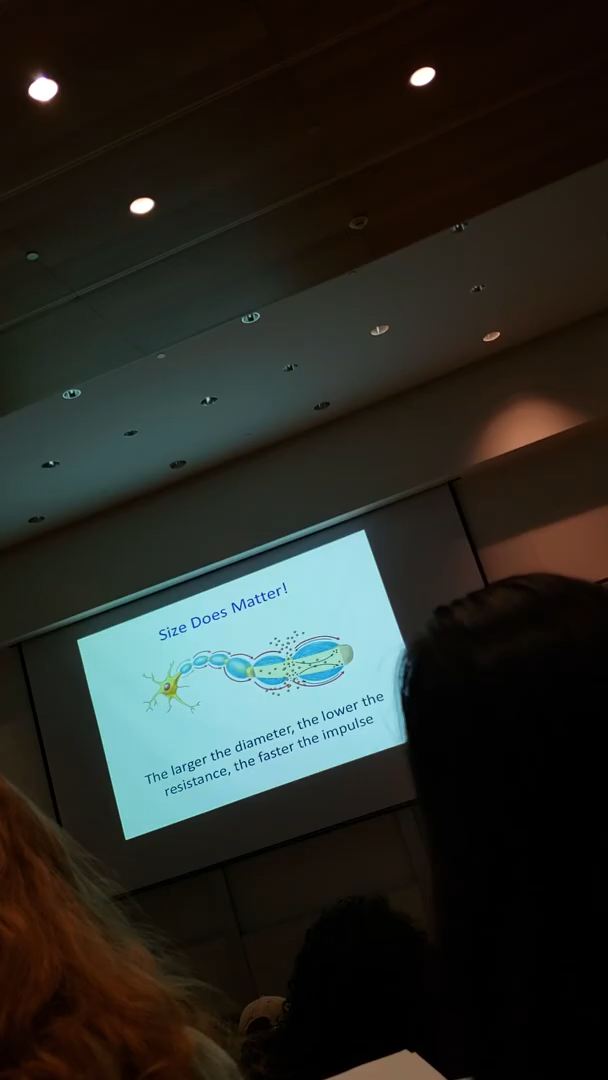 Size Does Matter!
The larger the diameter, the lower the
resistance, the faster the impulse